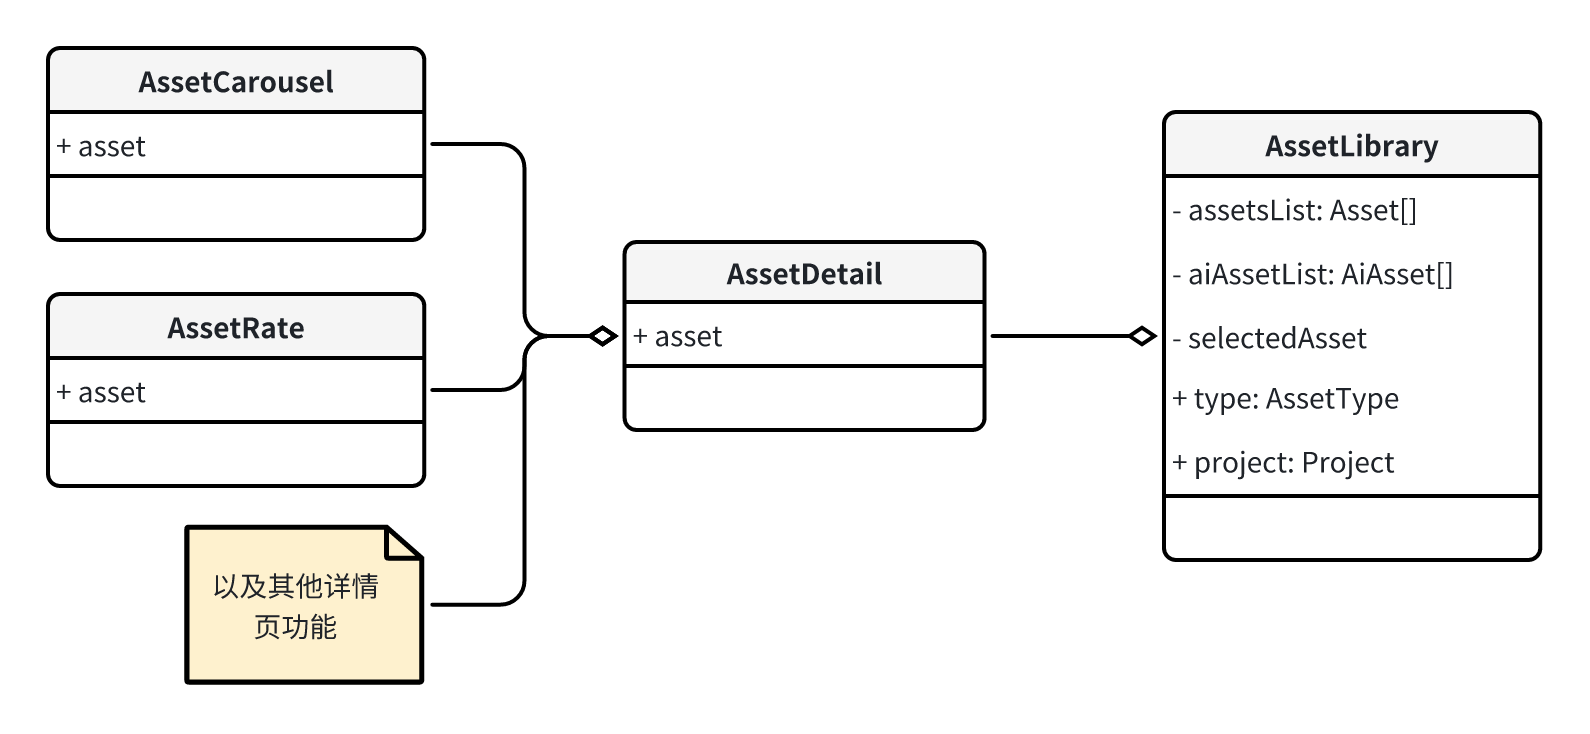 AssetCarousel
+ asset
AssetRate
+ asset
以及其他详情
页功能
AssetDetail
+ asset
AssetLibrary
- assetsList: Asset[]
- aiAssetList: AiAsset[]
- selectedAsset
+ type: AssetType
+ project: Project